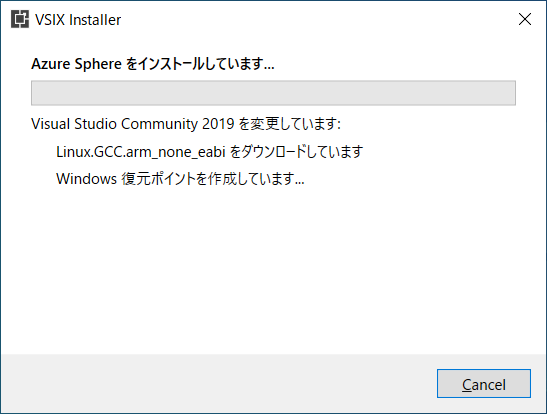 VSIX Installer
Azure Sphere をインストールしています...
Visual Studio Community 2019 を変更しています:
Linux.GCC.arm_none_eabi をダウンロードしています
Windows 復元ポイントを作成しています...
Cancel